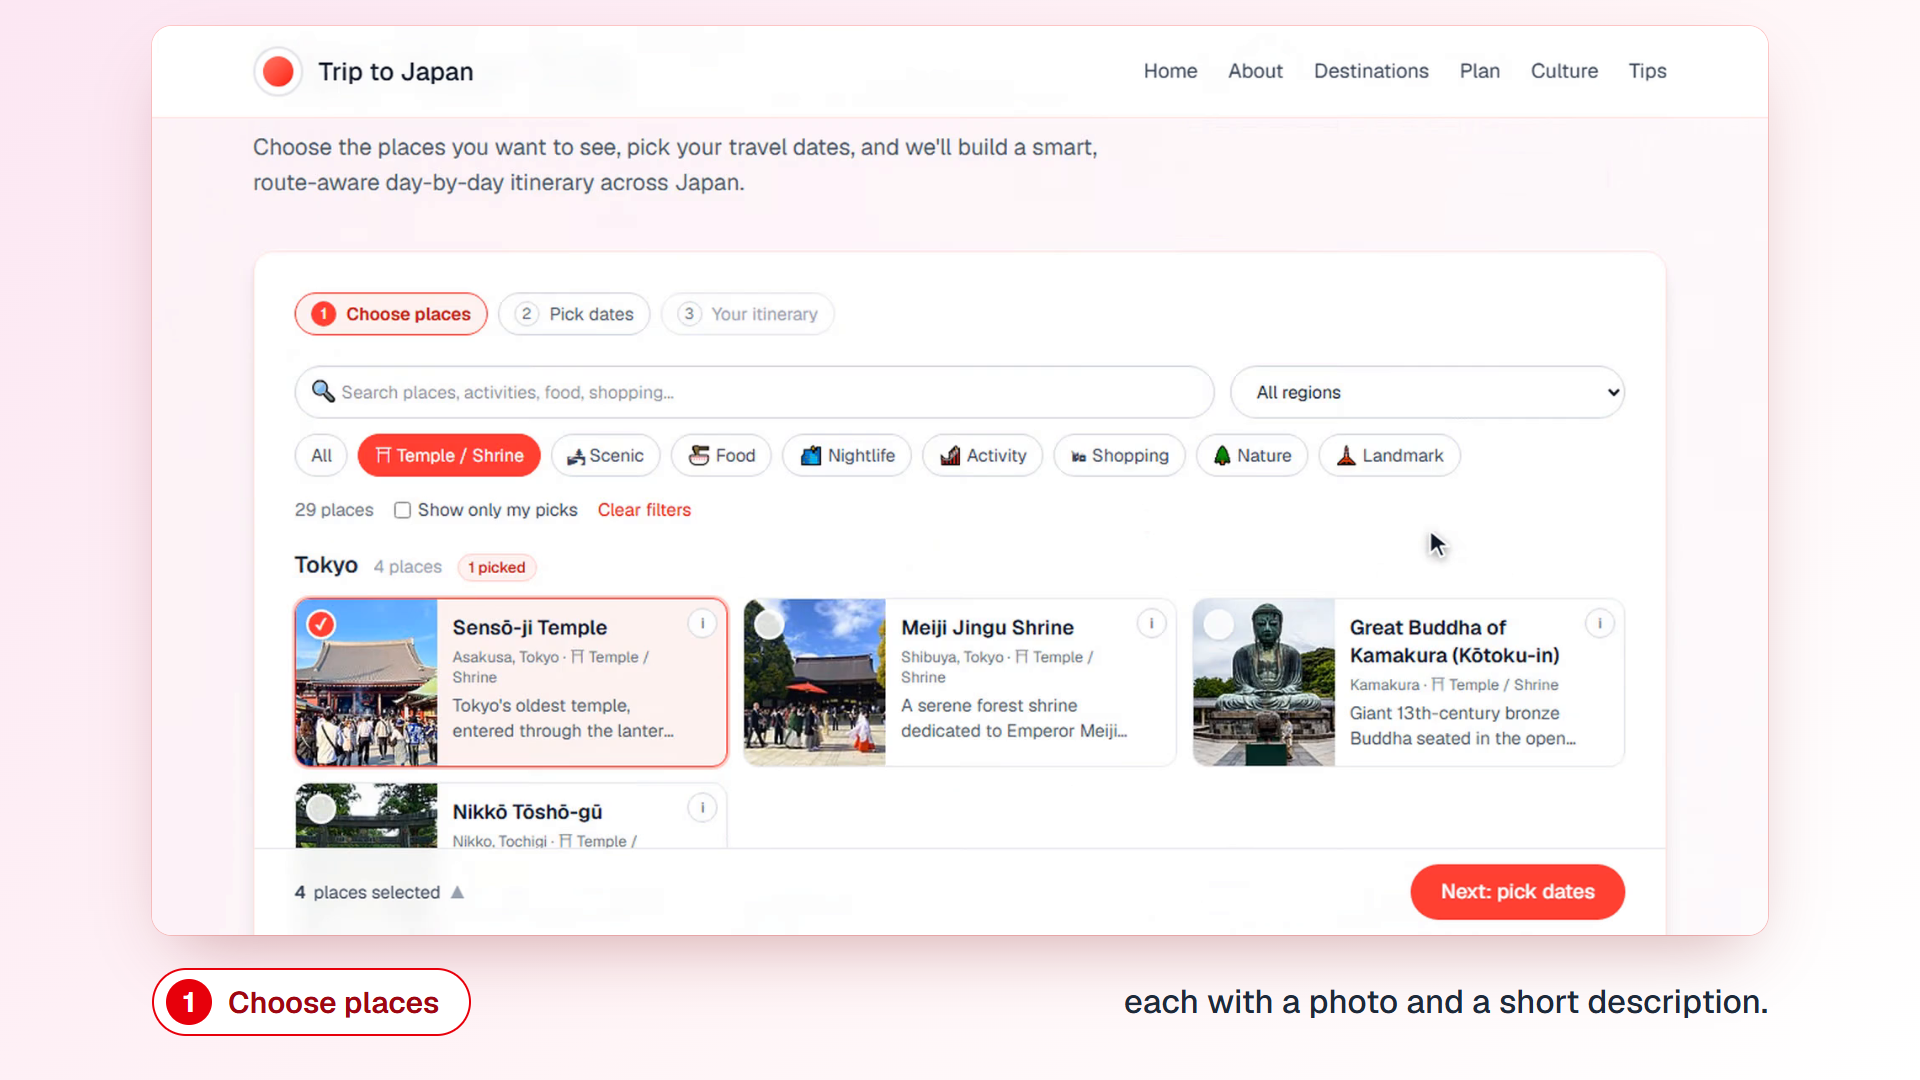 Trip to Japan
Home
About
Destinations
Plan
Culture
Tips
Choose the places you want to see, pick your travel dates, and we'll build a smart,
route-aware day-by-day itinerary across Japan.
1 Choose places
2 Pick dates
3 Your itinerary
Search places, activities, food, shopping...
All regions
All
Temple / Shrine
Scenic
Food
Nightlife
Activity
Shopping
Nature
Landmark
29 places
Show only my picks
Clear filters
Tokyo 4 places 1 picked
Sensō-ji Temple
i
Asakusa, Tokyo · ⛩ Temple /
Shrine
Tokyo's oldest temple,
entered through the lanter...
Meiji Jingu Shrine
i
Shibuya, Tokyo · ⛩ Temple /
Shrine
A serene forest shrine
dedicated to Emperor Meiji...
Great Buddha of
Kamakura (Kōtoku-in)
i
Kamakura · ⛩ Temple / Shrine
Giant 13th-century bronze
Buddha seated in the open...
Nikkō Tōshō-gū
i
Nikko, Tochigi · ⛩ Temple /
4 places selected ▲
Next: pick dates
1 Choose places
each with a photo and a short description.